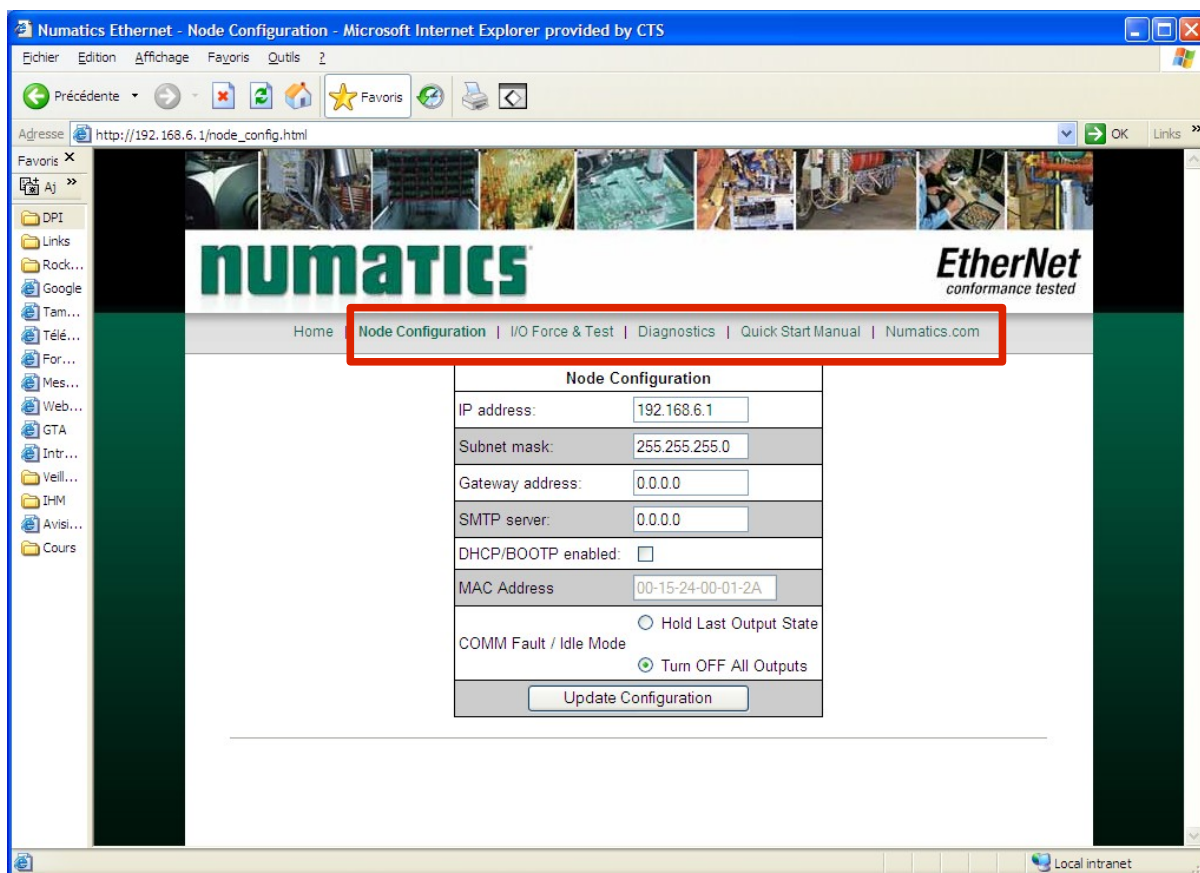 Numatics Ethernet - Node Configuration - Microsoft Internet Explorer provided by CTS
Fichier Edition Affichage Favoris Outils ?
Précédente Favoris
Adresse http://192.168.6.1/node_config.html OK Links »
Favoris ×
Aj »
DPI
Links
Rock...
Google
Tam...
Télé...
For...
Mes...
Web...
GTA
Intr...
Veill...
IHM
Avisi...
Cours
numatics
EtherNet
conformance tested
Home | Node Configuration | I/O Force & Test | Diagnostics | Quick Start Manual | Numatics.com
Node Configuration
IP address: 192.168.6.1
Subnet mask: 255.255.255.0
Gateway address: 0.0.0.0
SMTP server: 0.0.0.0
DHCP/BOOTP enabled:
MAC Address 00-15-24-00-01-2A
COMM Fault / Idle Mode
Hold Last Output State
Turn OFF All Outputs
Update Configuration
Local intranet